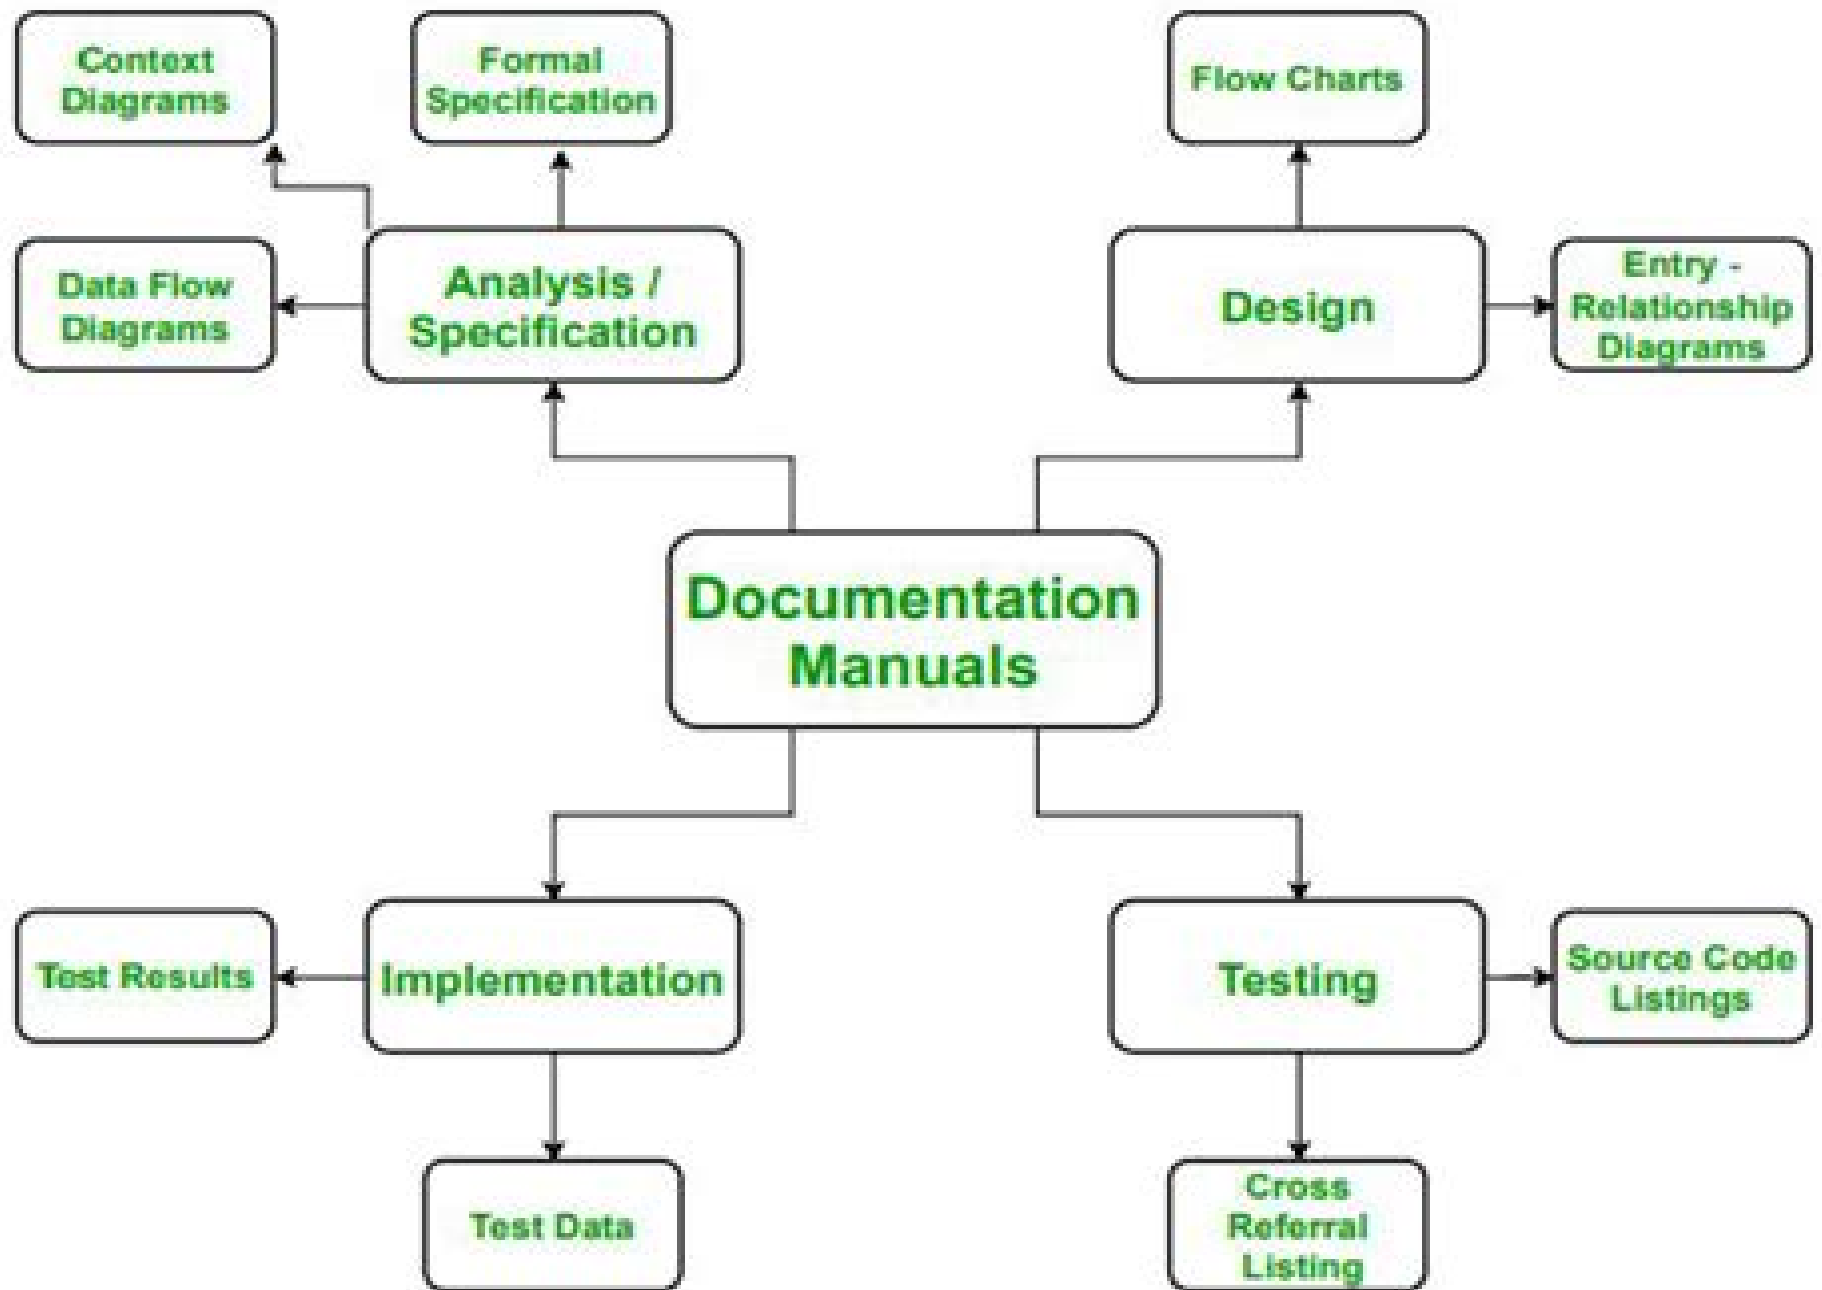 Context
Diagrams
Formal
Specification
Flow Charts
Data Flow
Diagrams
Analysis /
Specification
Design
Entry -
Relationship
Diagrams
Documentation
Manuals
Test Results
Implementation
Testing
Source Code
Listings
Test Data
Cross
Referral
Listing